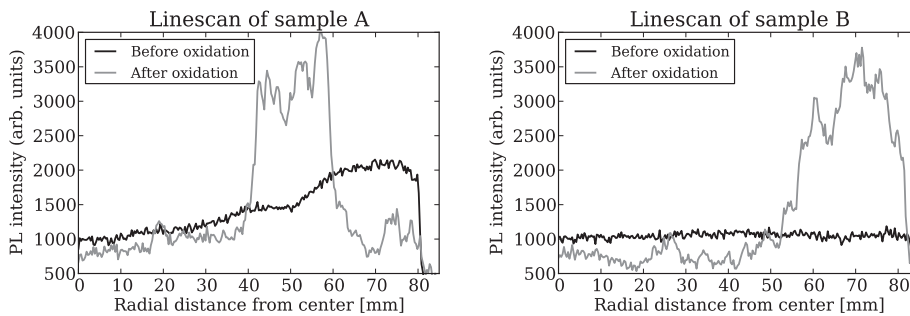 Linescan of sample A
4000
3500
3000
2500
2000
1500
1000
500
PL intensity (arb. units)
Before oxidation
After oxidation
0 10 20 30 40 50 60 70 80
Radial distance from center [mm]
Linescan of sample B
4000
3500
3000
2500
2000
1500
1000
500
PL intensity (arb. units)
Before oxidation
After oxidation
0 10 20 30 40 50 60 70 80
Radial distance from center [mm]